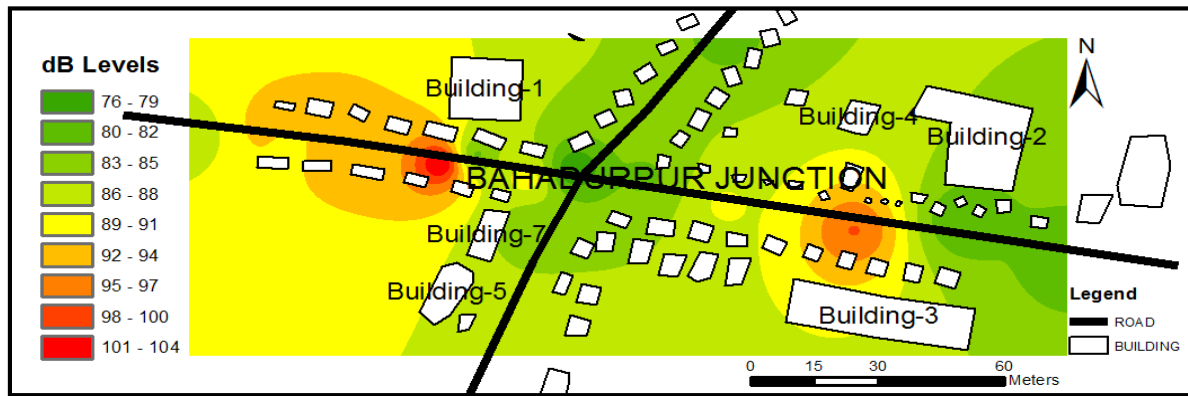 dB Levels
76 - 79
80 - 82
83 - 85
86 - 88
89 - 91
92 - 94
95 - 97
98 - 100
101 - 104
Building-1
Building-4
Building-2
BAHADURPUR JUNCTION
Building-7
Building-5
Building-3
N
Legend
ROAD
BUILDING
0 15 30 60
Meters